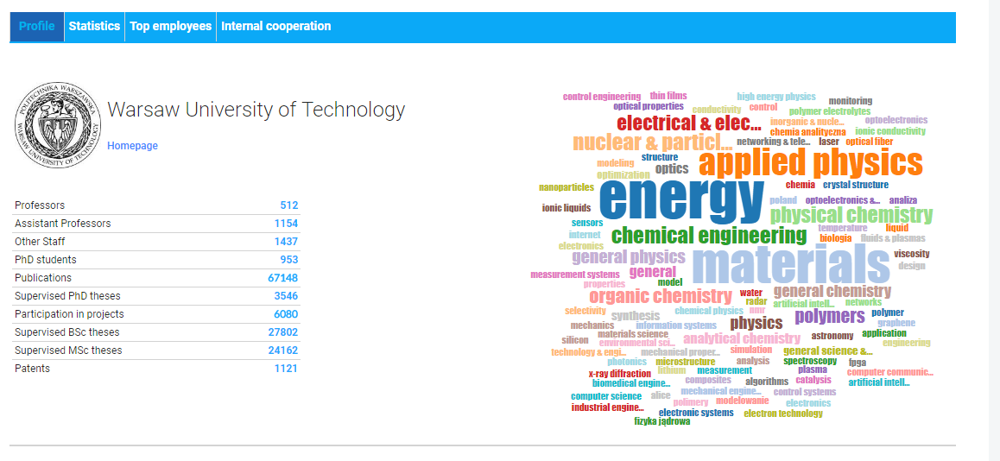 Profile Statistics Top employees Internal cooperation
POLITECHNIKA WARSZAWSKA
WARSAW UNIVERSITY OF TECHNOLOGY
Warsaw University of Technology
Homepage
Professors 512
Assistant Professors 1154
Other Staff 1437
PhD students 953
Publications 67148
Supervised PhD theses 3546
Participation in projects 6080
Supervised BSc theses 27802
Supervised MSc theses 24162
Patents 1121
control engineering thin films high energy physics monitoring
optical properties conductivity control polymer electrolytes
electrical & elec... inorganic & nucle... optoelectronics
chemia analityczna ionic conductivity
nuclear & particl... networking & tele... laser optical fiber
modeling structure optics applied physics
optimization
nanoparticles energy chemia crystal structure
ionic liquids poland optoelectronics &... analiza
sensors physical chemistry
internet chemical engineering temperature liquid
biologia fluids & plasmas
electronics
general physics materials viscosity
design
measurement systems general
properties model
organic chemistry water general chemistry
radar artificial intell... networks
selectivity synthesis chemical physics nmr polymers polymer
mechanics information systems physics graphene
silicon materials science analytical chemistry astronomy application
environmental sci... engineering
technology & engi... mechanical proper... simulation general science &...
photonics microstructure analysis spectroscopy fpga
x-ray diffraction lithium measurement plasma computer communic...
biomedical engine... composites algorithms catalysis artificial intell...
computer science alice mechanical engine... control systems
industrial engine... polimery modelowanie electronics
electronic systems electron technology
fizyka jądrowa